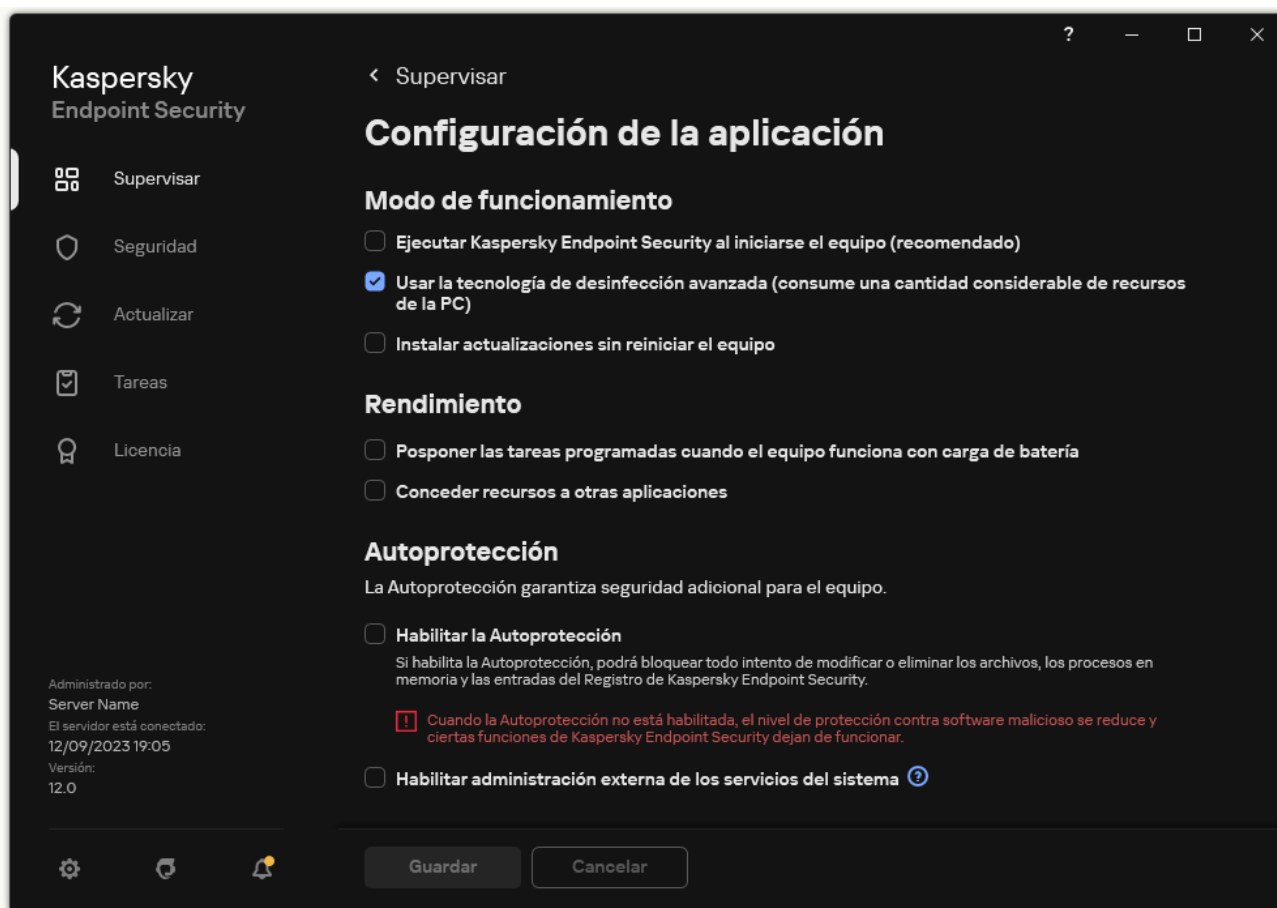 ?
Kaspersky
Endpoint Security
Supervisar
Seguridad
Actualizar
Tareas
Licencia
Administrado por:
Server Name
El servidor está conectado:
12/09/2023 19:05
Versión:
12.0
Supervisar
Configuración de la aplicación
Modo de funcionamiento
Ejecutar Kaspersky Endpoint Security al iniciarse el equipo (recomendado)
Usar la tecnología de desinfección avanzada (consume una cantidad considerable de recursos
de la PC)
Instalar actualizaciones sin reiniciar el equipo
Rendimiento
Posponer las tareas programadas cuando el equipo funciona con carga de batería
Conceder recursos a otras aplicaciones
Autoprotección
La Autoprotección garantiza seguridad adicional para el equipo.
Habilitar la Autoprotección
Si habilita la Autoprotección, podrá bloquear todo intento de modificar o eliminar los archivos, los procesos en
memoria y las entradas del Registro de Kaspersky Endpoint Security.
Cuando la Autoprotección no está habilitada, el nivel de protección contra software malicioso se reduce y
ciertas funciones de Kaspersky Endpoint Security dejan de funcionar.
Habilitar administración externa de los servicios del sistema ?
Guardar
Cancelar